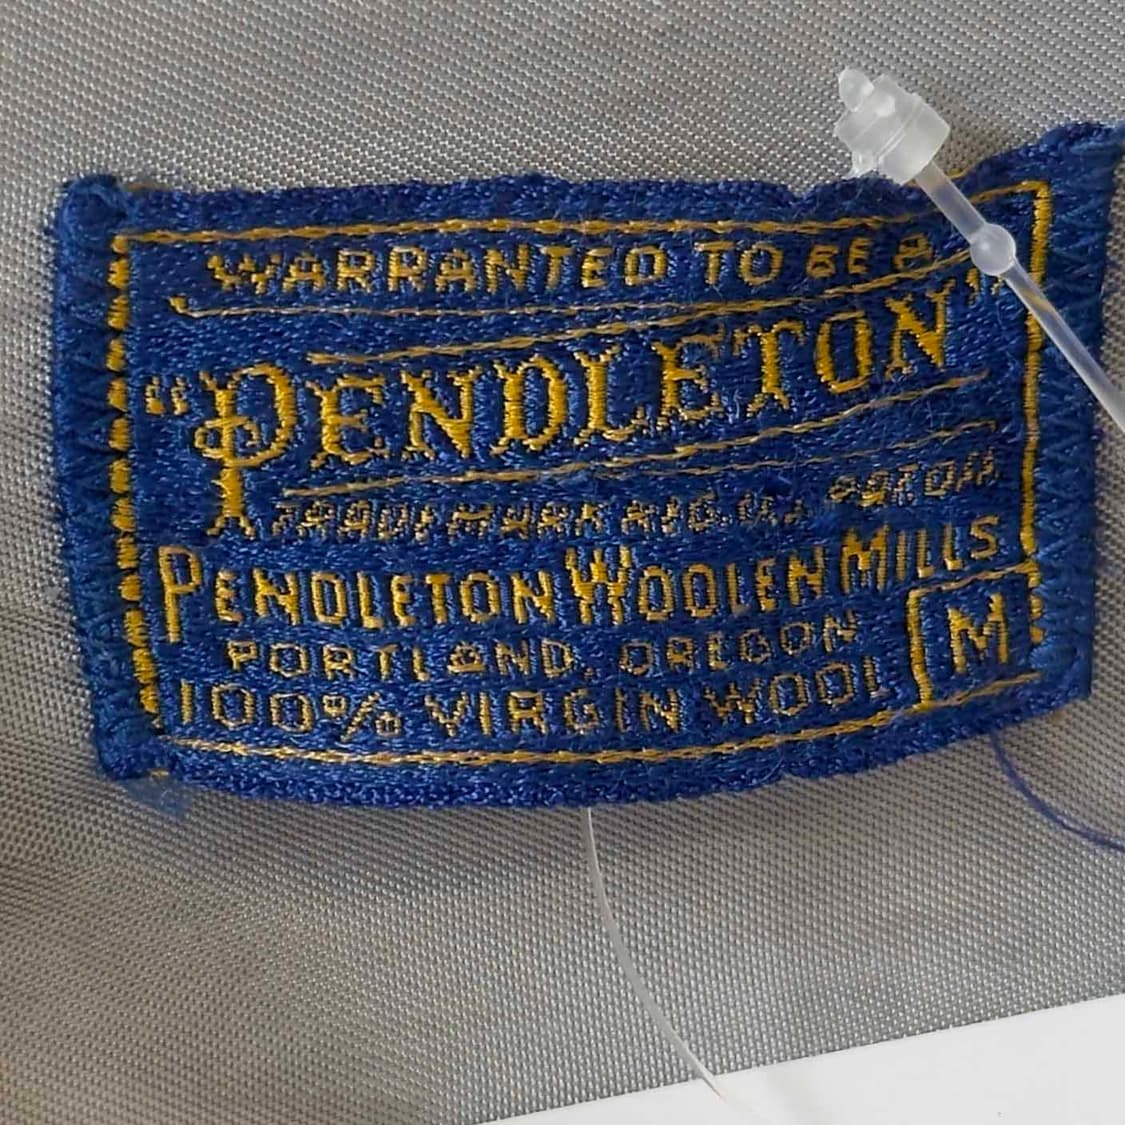 WARRANTED TO BE A
"PENDLETON"
TRADE MARK REG. U.S. PAT. OFF.
PENDLETON WOOLEN MILLS
PORTLAND, OREGON
100% VIRGIN WOOL
M